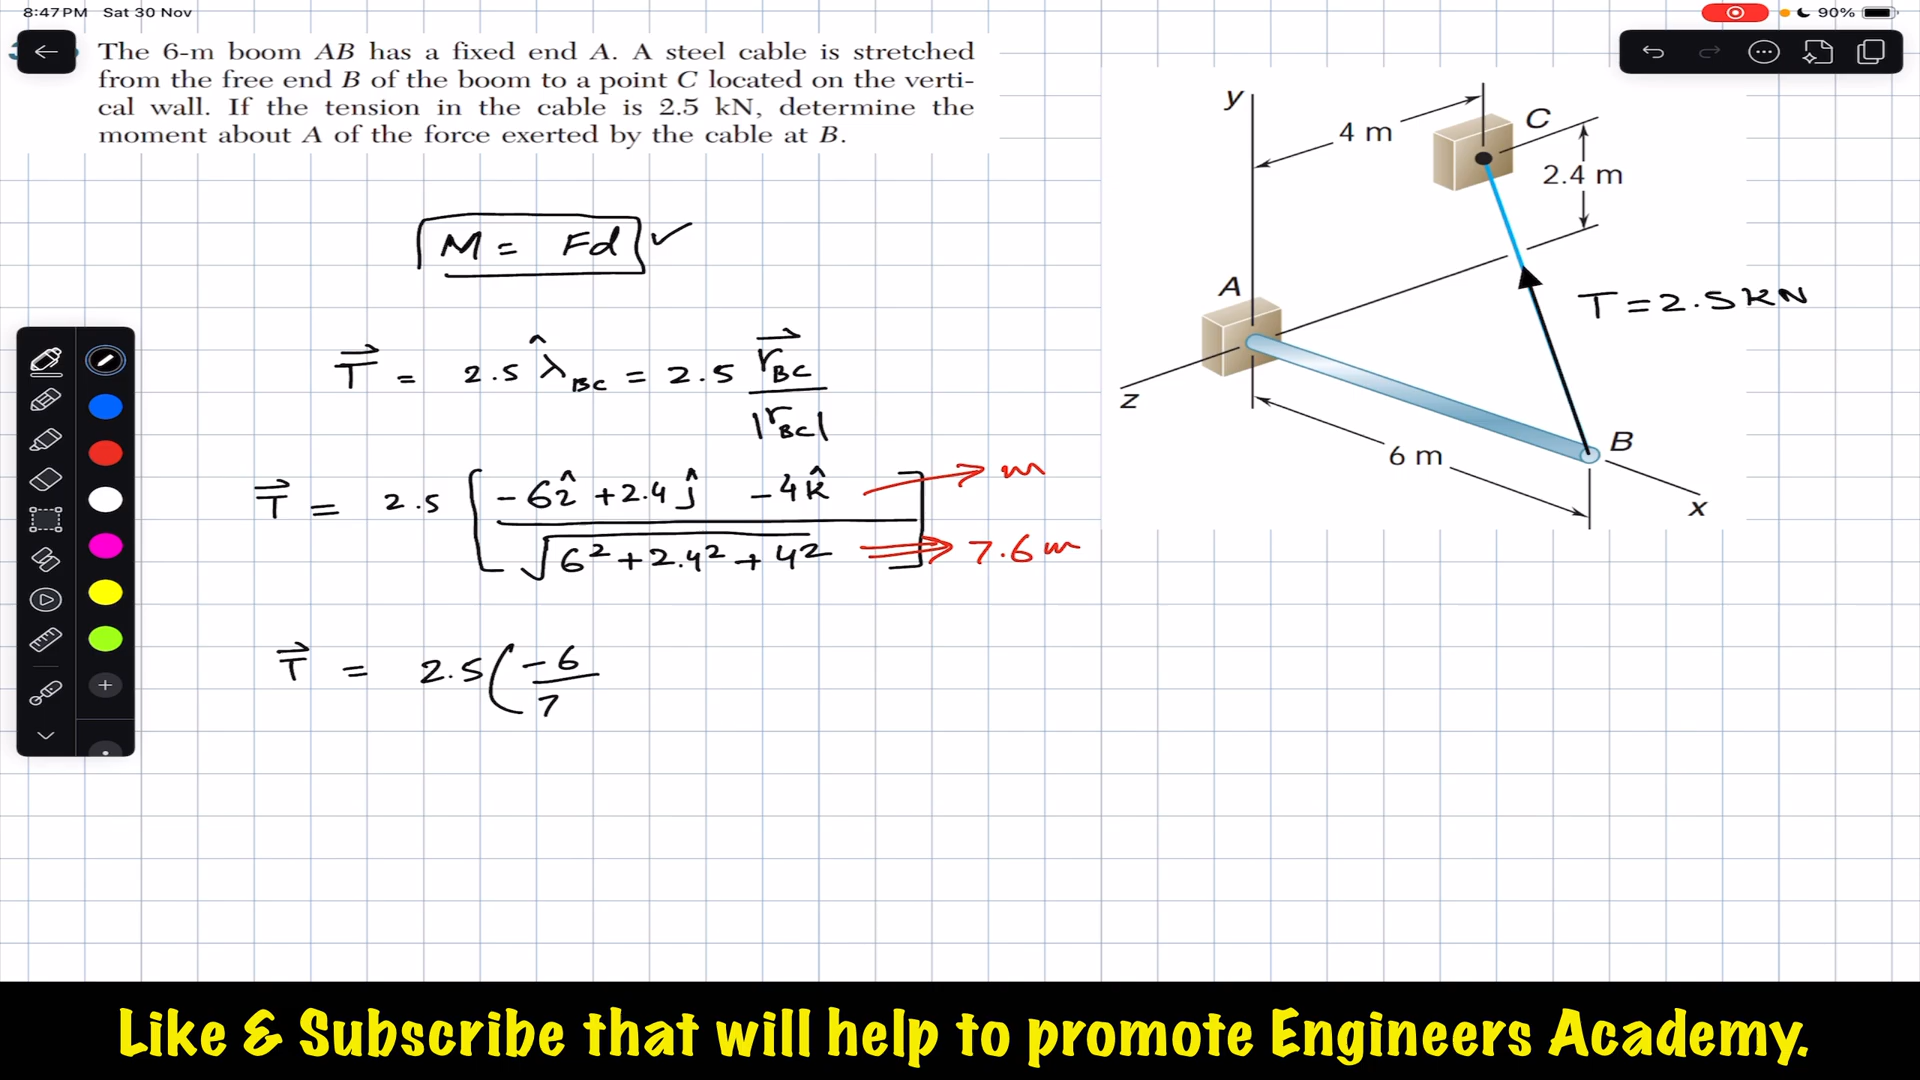 8:47 PM Sat 30 Nov
90%
The 6-m boom AB has a fixed end A. A steel cable is stretched
from the free end B of the boom to a point C located on the verti-
cal wall. If the tension in the cable is 2.5 kN, determine the
moment about A of the force exerted by the cable at B.
M = Fd ✓
T⃗ = 2.5 λ̂BC = 2.5 r⃗BC / |rBC|
T⃗ = 2.5 [ (-6î + 2.4ĵ - 4k̂) / √(6² + 2.4² + 4²) ]
→ m
⇒ 7.6 m
T⃗ = 2.5 ( -6 / 7
y
4 m
C
2.4 m
A
T = 2.5 KN
z
B
6 m
x
Like & Subscribe that will help to promote Engineers Academy.